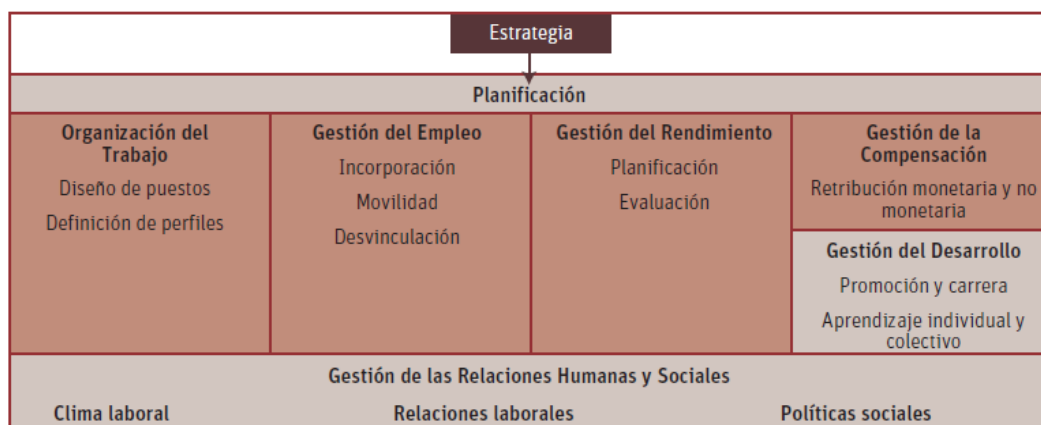 Estrategia
Planificación
Organización del
Trabajo
Diseño de puestos
Definición de perfiles
Gestión del Empleo
Incorporación
Movilidad
Desvinculación
Gestión del Rendimiento
Planificación
Evaluación
Gestión de la
Compensación
Retribución monetaria y no
monetaria
Gestión del Desarrollo
Promoción y carrera
Aprendizaje individual y
colectivo
Gestión de las Relaciones Humanas y Sociales
Clima laboral
Relaciones laborales
Políticas sociales